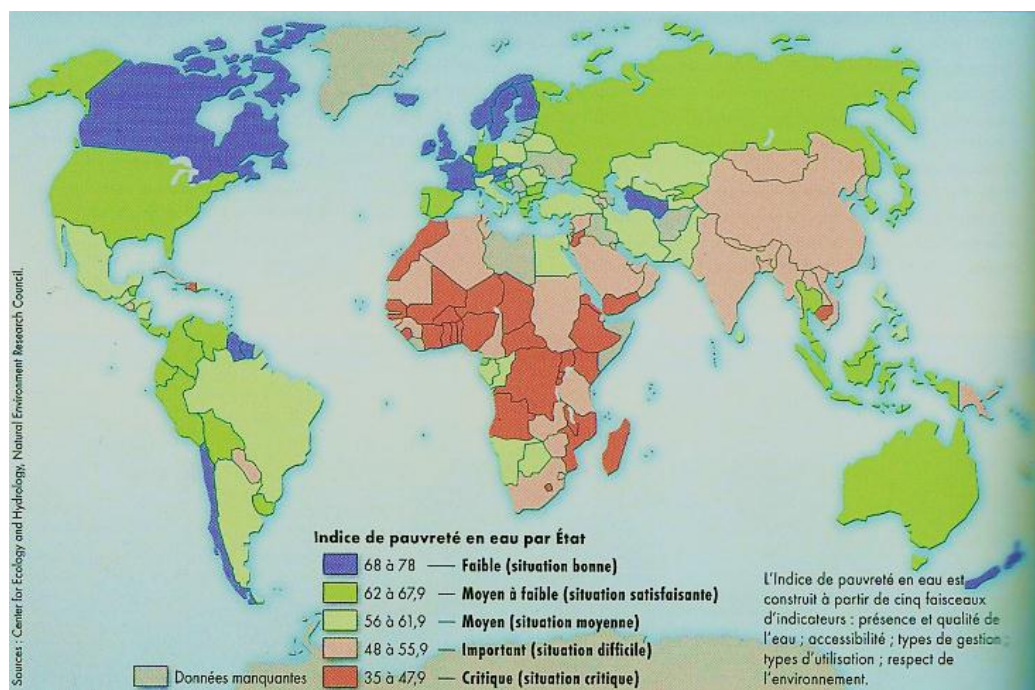 Sources : Center for Ecology and Hydrology, Natural Environment Research Council.
Indice de pauvreté en eau par État
68 à 78 — Faible (situation bonne)
62 à 67,9 — Moyen à faible (situation satisfaisante)
56 à 61,9 — Moyen (situation moyenne)
48 à 55,9 — Important (situation difficile)
35 à 47,9 — Critique (situation critique)
Données manquantes
L'Indice de pauvreté en eau est
construit à partir de cinq faisceaux
d'indicateurs : présence et qualité de
l'eau ; accessibilité ; types de gestion ;
types d'utilisation ; respect de
l'environnement.